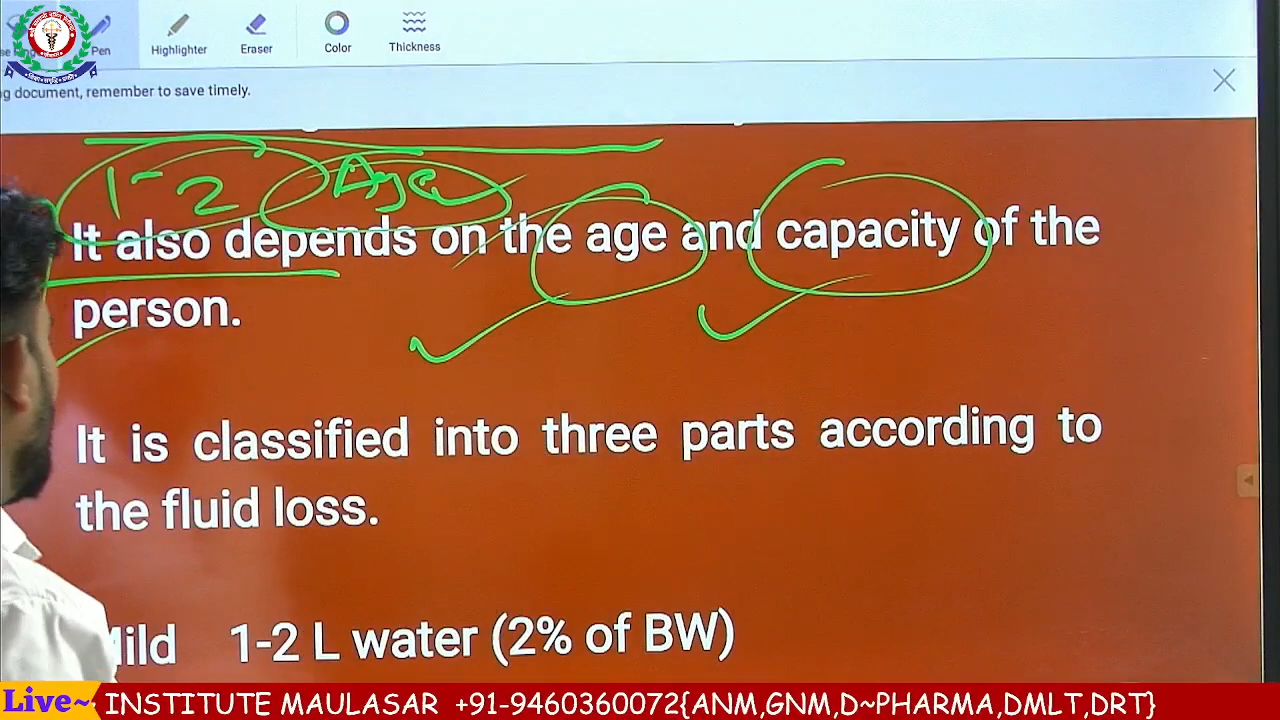 Pen Highlighter Eraser Color Thickness
g document, remember to save timely.
1-2 Age
It also depends on the age and capacity of the
person.
It is classified into three parts according to
the fluid loss.
Mild 1-2 L water (2% of BW)
Live~ INSTITUTE MAULASAR +91-9460360072{ANM,GNM,D~PHARMA,DMLT,DRT}